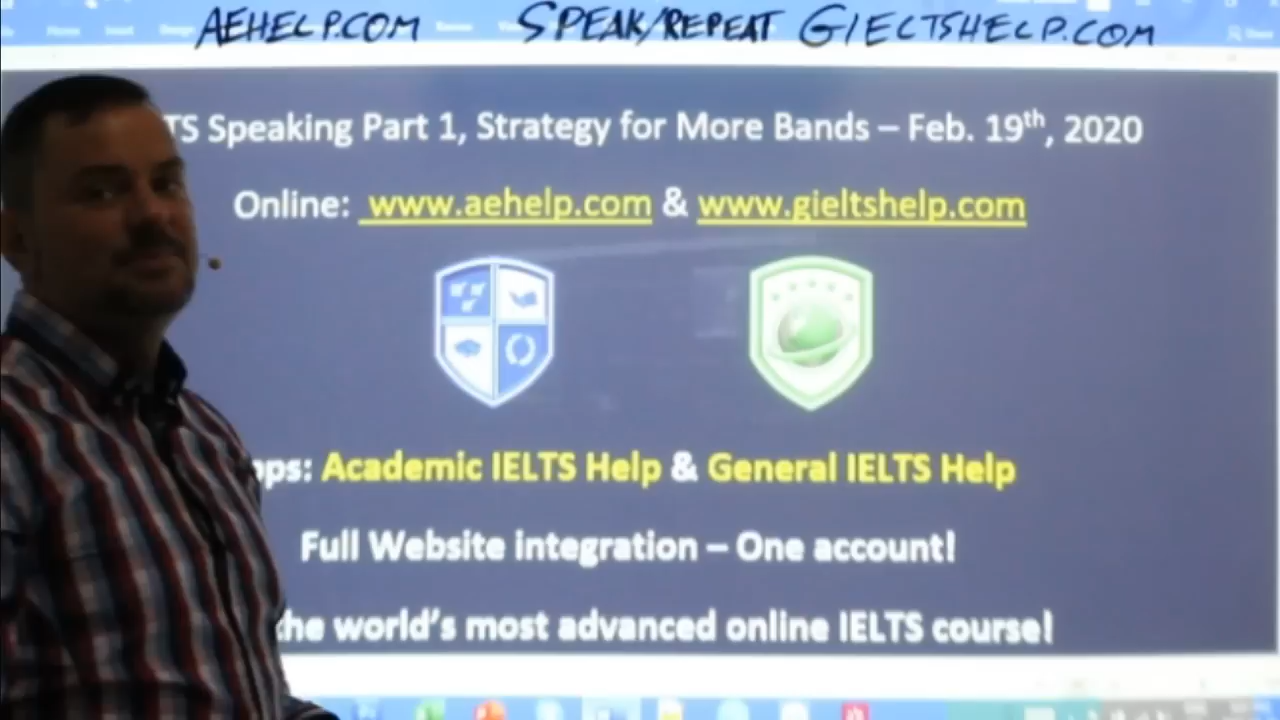 AEHELP.COM SPEAK/REPEAT GIELTSHELP.COM
TS Speaking Part 1, Strategy for More Bands – Feb. 19th, 2020
Online: www.aehelp.com & www.gieltshelp.com
pps: Academic IELTS Help & General IELTS Help
Full Website integration – One account!
the world's most advanced online IELTS course!